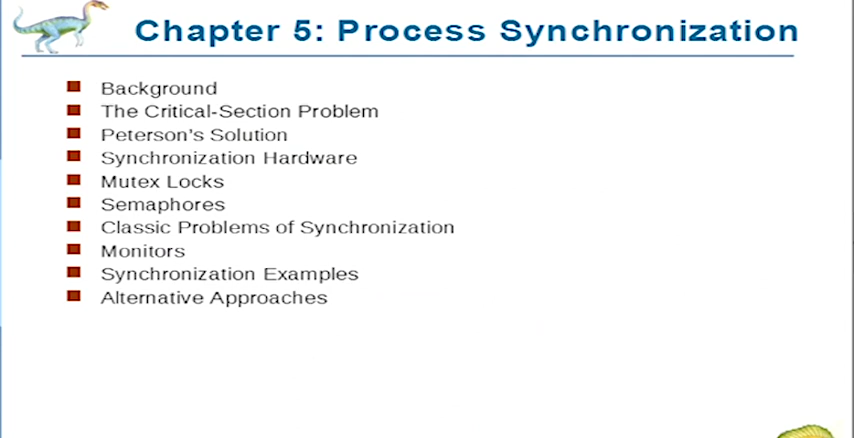 Chapter 5: Process Synchronization
Background
The Critical-Section Problem
Peterson's Solution
Synchronization Hardware
Mutex Locks
Semaphores
Classic Problems of Synchronization
Monitors
Synchronization Examples
Alternative Approaches